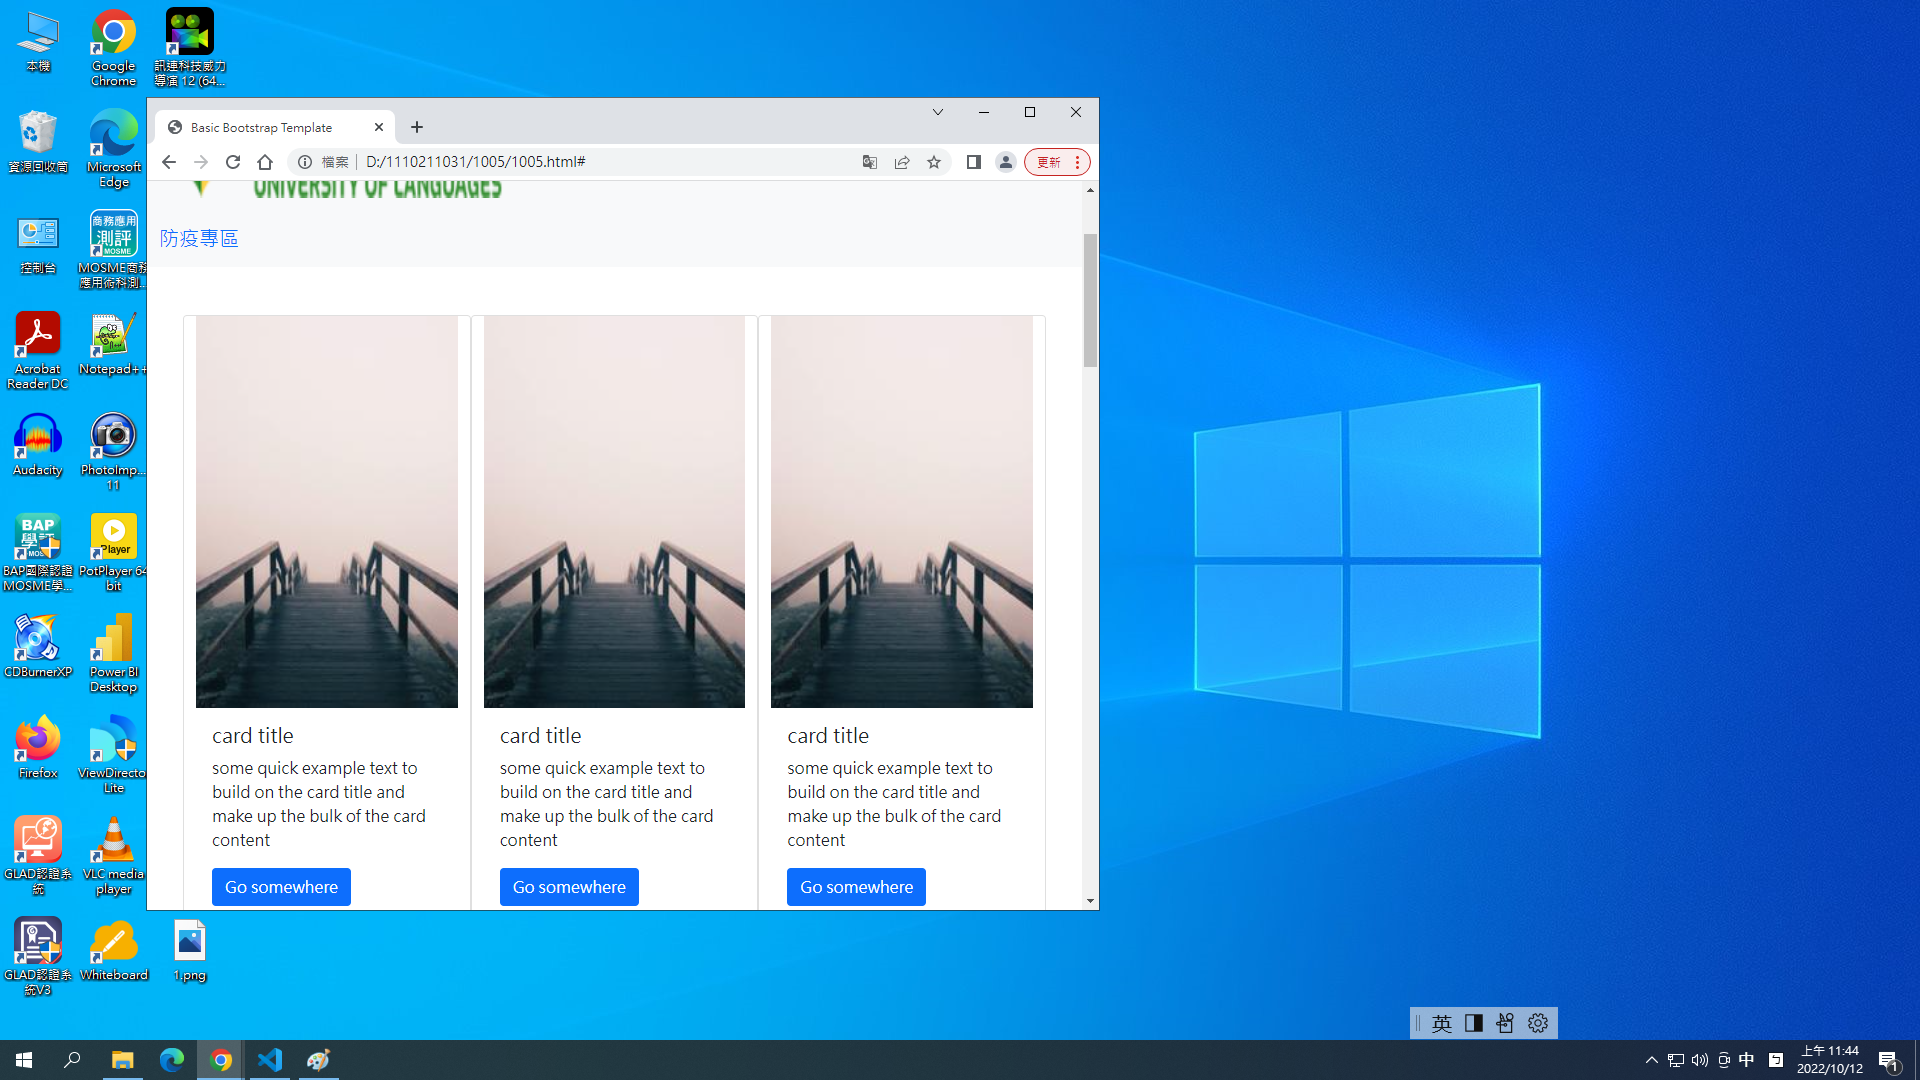 本機
Google Chrome
訊連科技威力導演 12 (64...
資源回收筒
Microsoft Edge
控制台
商務應用
測評
MOSME
MOSME商務應用術科測...
Acrobat Reader DC
Notepad++
Audacity
PhotoImp... 11
BAP
學評
BAP國際認證MOSME學...
Player
PotPlayer 64 bit
CDBurnerXP
Power BI Desktop
Firefox
ViewDirecto Lite
GLAD認證系統
VLC media player
GLAD認證系統V3
Whiteboard
1.png
Basic Bootstrap Template
檔案
D:/1110211031/1005/1005.html#
更新
UNIVERSITY OF LANGUAGES
防疫專區
card title
some quick example text to
build on the card title and
make up the bulk of the card
content
Go somewhere
card title
some quick example text to
build on the card title and
make up the bulk of the card
content
Go somewhere
card title
some quick example text to
build on the card title and
make up the bulk of the card
content
Go somewhere
英
中
ㄅ
上午 11:44
2022/10/12
1